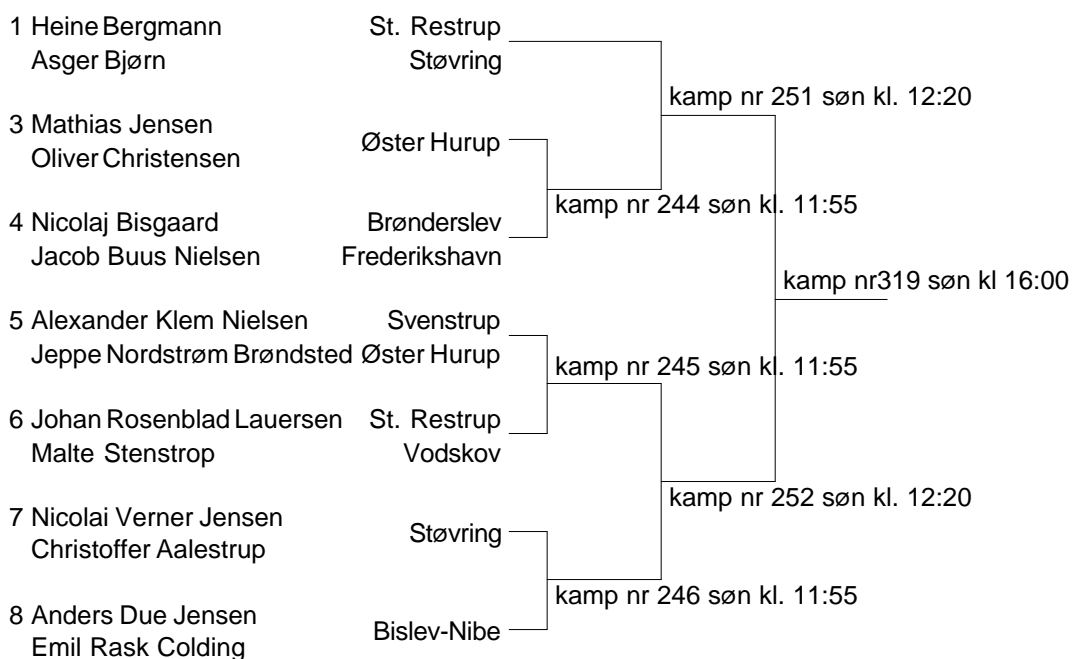 1 Heine Bergmann St. Restrup
Asger Bjørn Støvring
kamp nr 251 søn kl. 12:20
3 Mathias Jensen
Øster Hurup
Oliver Christensen
kamp nr 244 søn kl. 11:55
4 Nicolaj Bisgaard Brønderslev
Jacob Buus Nielsen Frederikshavn
kamp nr319 søn kl 16:00
5 Alexander Klem Nielsen Svenstrup
Jeppe Nordstrøm Brøndsted Øster Hurup
kamp nr 245 søn kl. 11:55
6 Johan Rosenblad Lauersen St. Restrup
Malte Stenstrop Vodskov
kamp nr 252 søn kl. 12:20
7 Nicolai Verner Jensen
Støvring
Christoffer Aalestrup
kamp nr 246 søn kl. 11:55
8 Anders Due Jensen
Bislev-Nibe
Emil Rask Colding